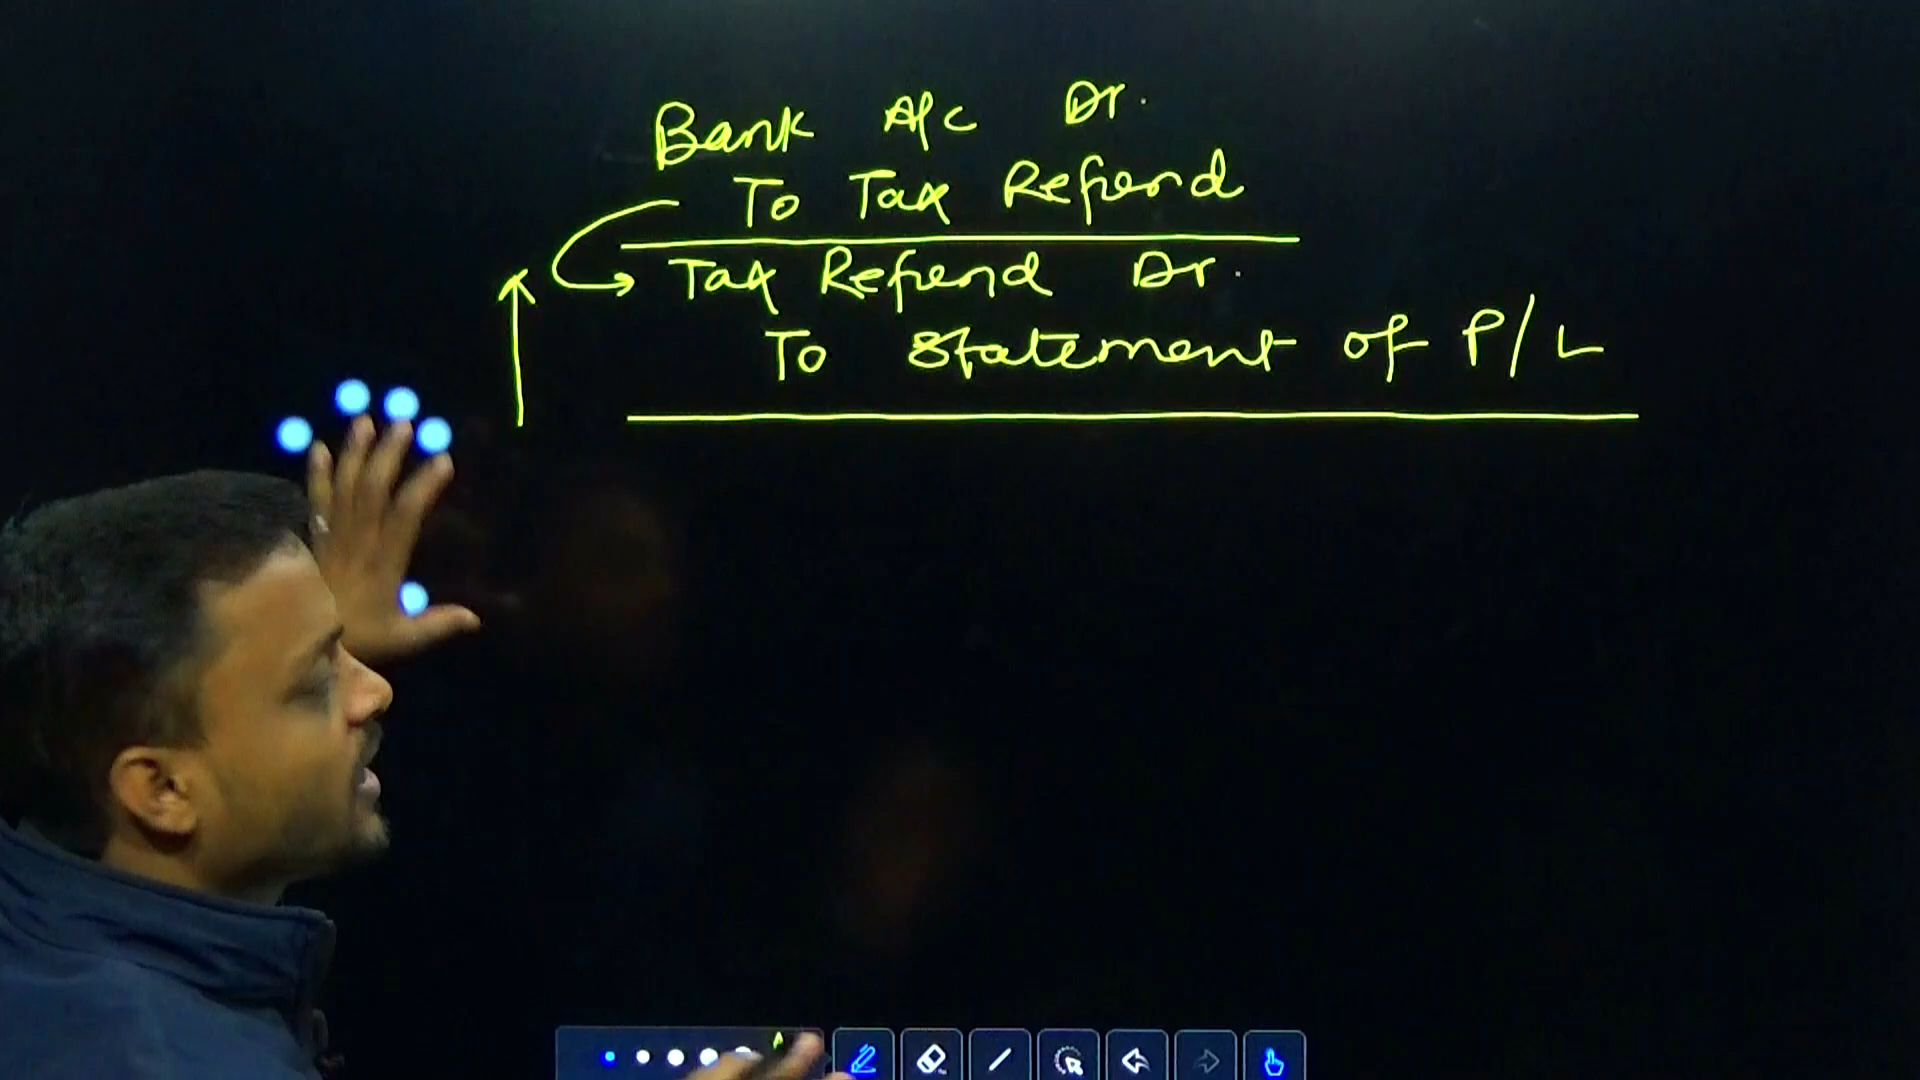 Bank A/c Dr.
To Tax Refund
Tax Refund Dr.
To Statement of P/L